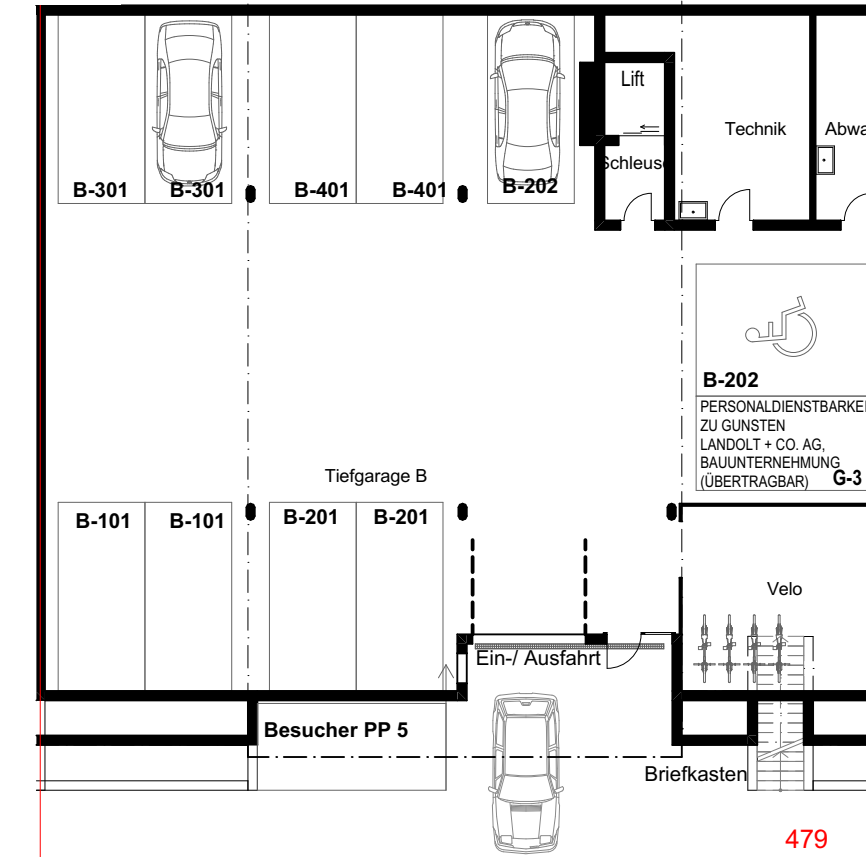 Lift
Technik
Abwa
Schleuse
B-301
B-301
B-401
B-401
B-202
B-202
PERSONALDIENSTBARKEI
ZU GUNSTEN
LANDOLT + CO. AG,
BAUUNTERNEHMUNG
(ÜBERTRAGBAR) G-3
Tiefgarage B
B-101
B-101
B-201
B-201
Velo
Ein-/ Ausfahrt
Besucher PP 5
Briefkasten
479